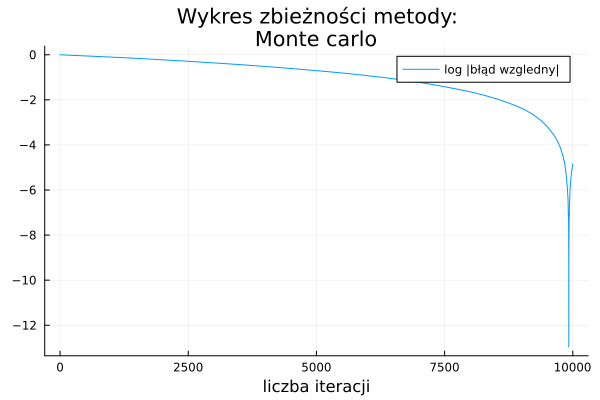 Wykres zbieżności metody:
Monte carlo
log |błąd wzgledny|
0
−2
−4
−6
−8
−10
−12
0 2500 5000 7500 10000
liczba iteracji